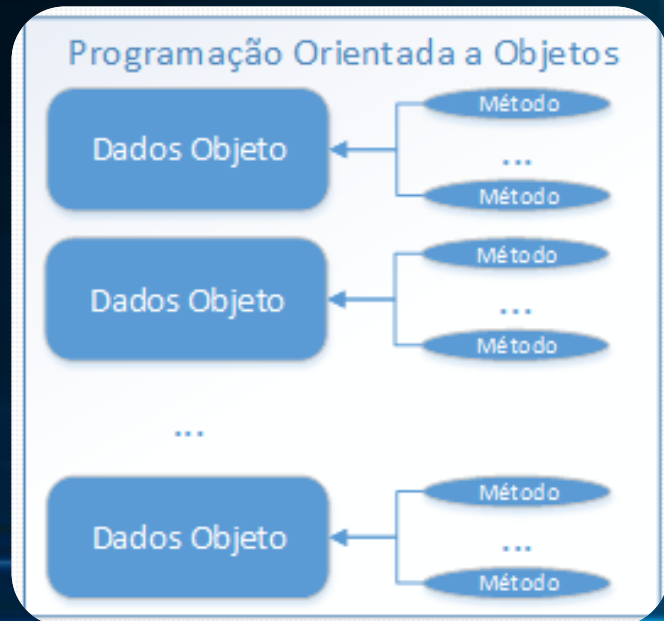 Programação Orientada a Objetos
Método
Dados Objeto
...
Método
Método
Dados Objeto
...
Método
...
Método
Dados Objeto
...
Método